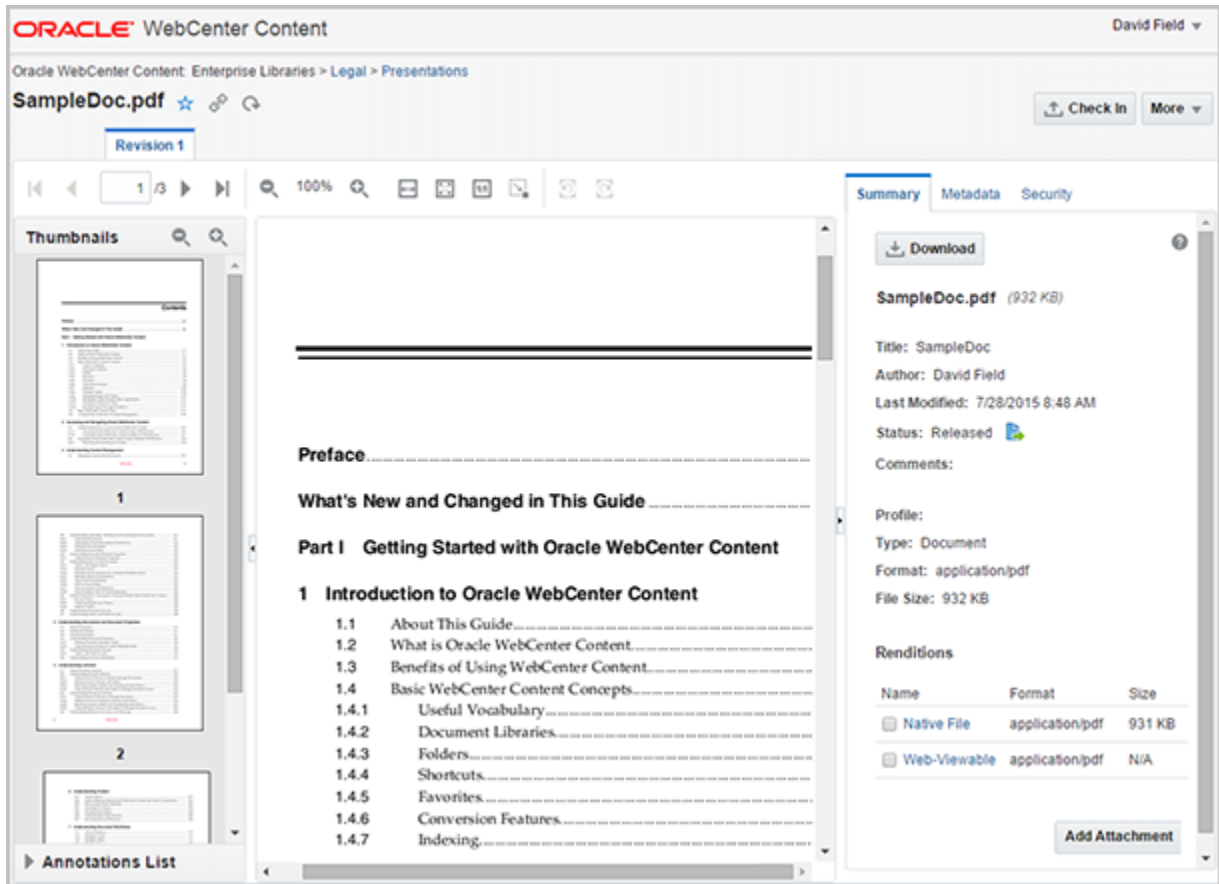 ORACLE WebCenter Content
David Field
Oracle WebCenter Content: Enterprise Libraries > Legal > Presentations
SampleDoc.pdf
Check In
More
Revision 1
1 /3
100%
Thumbnails
Contents
1
2
Annotations List
Preface
What's New and Changed in This Guide
Part I Getting Started with Oracle WebCenter Content
1 Introduction to Oracle WebCenter Content
1.1 About This Guide
1.2 What is Oracle WebCenter Content
1.3 Benefits of Using WebCenter Content
1.4 Basic WebCenter Content Concepts
1.4.1 Useful Vocabulary
1.4.2 Document Libraries
1.4.3 Folders
1.4.4 Shortcuts
1.4.5 Favorites
1.4.6 Conversion Features
1.4.7 Indexing
Summary Metadata Security
Download
SampleDoc.pdf (932 KB)
Title: SampleDoc
Author: David Field
Last Modified: 7/28/2015 8:48 AM
Status: Released
Comments:
Profile:
Type: Document
Format: application/pdf
File Size: 932 KB
Renditions
Name Format Size
Native File application/pdf 931 KB
Web-Viewable application/pdf N/A
Add Attachment